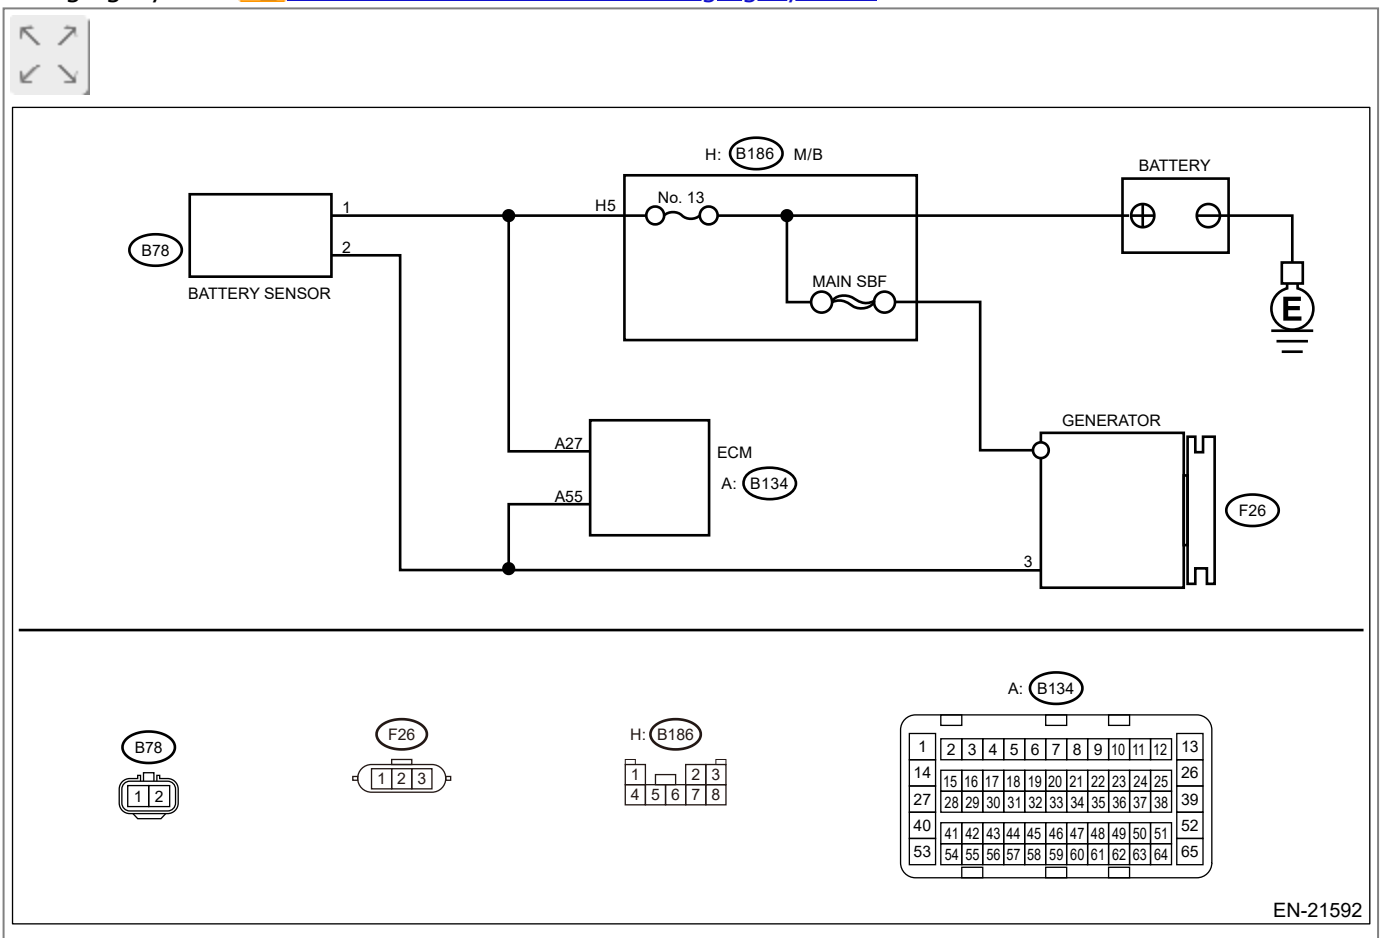 H: B186 M/B
BATTERY
No. 13
H5
1
2
B78
BATTERY SENSOR
MAIN SBF
E
GENERATOR
A27
ECM
A: B134
A55
F26
3
A: B134
B78
F26
H: B186
1 2
1 2 3
1 2 3
4 5 6 7 8
1 2 3 4 5 6 7 8 9 10 11 12 13
14 15 16 17 18 19 20 21 22 23 24 25 26
27 28 29 30 31 32 33 34 35 36 37 38 39
40 41 42 43 44 45 46 47 48 49 50 51 52
53 54 55 56 57 58 59 60 61 62 63 64 65
EN-21592